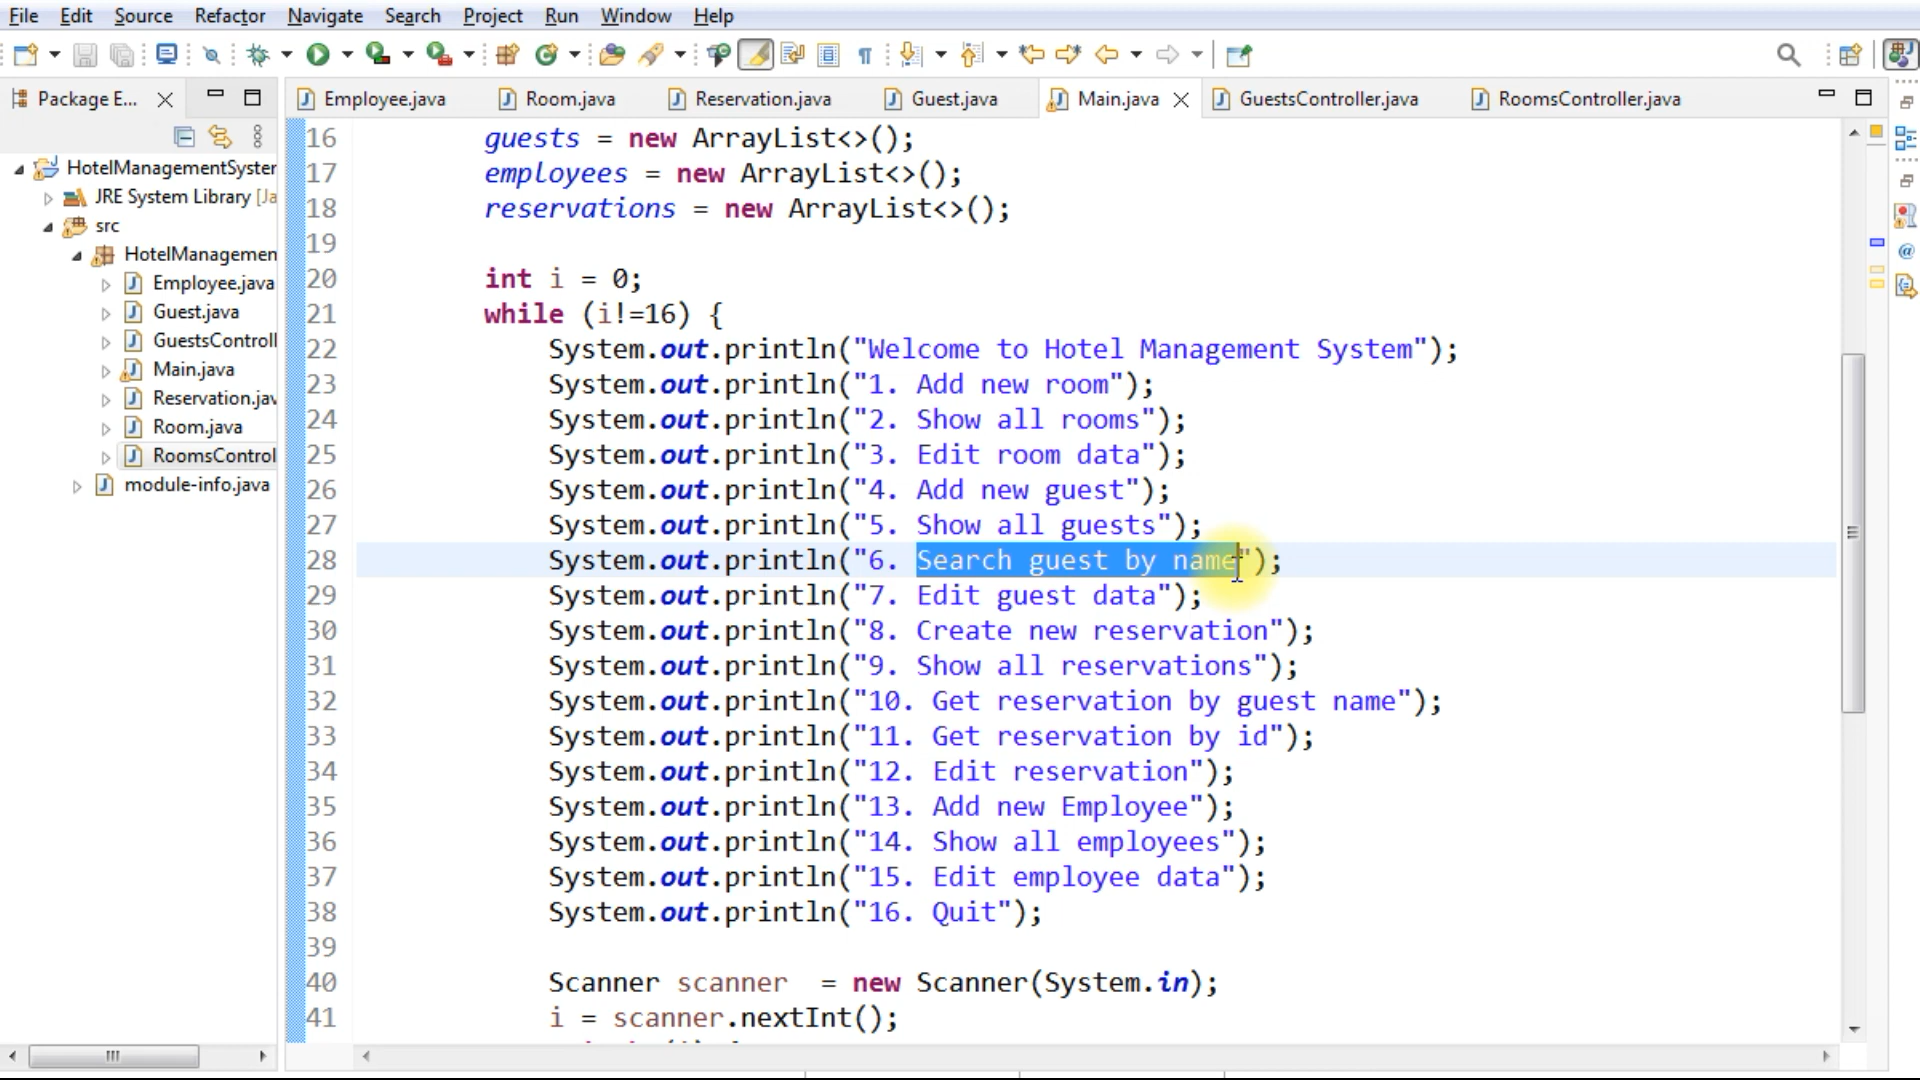 File Edit Source Refactor Navigate Search Project Run Window Help
Package E...
Employee.java Room.java Reservation.java Guest.java Main.java GuestsController.java RoomsController.java
HotelManagementSyster
JRE System Library [Ja
src
HotelManagemen
Employee.java
Guest.java
GuestsControll
Main.java
Reservation.jav
Room.java
RoomsControl
module-info.java
16 guests = new ArrayList<>();
17 employees = new ArrayList<>();
18 reservations = new ArrayList<>();
19
20 int i = 0;
21 while (i!=16) {
22 System.out.println("Welcome to Hotel Management System");
23 System.out.println("1. Add new room");
24 System.out.println("2. Show all rooms");
25 System.out.println("3. Edit room data");
26 System.out.println("4. Add new guest");
27 System.out.println("5. Show all guests");
28 System.out.println("6. Search guest by name");
29 System.out.println("7. Edit guest data");
30 System.out.println("8. Create new reservation");
31 System.out.println("9. Show all reservations");
32 System.out.println("10. Get reservation by guest name");
33 System.out.println("11. Get reservation by id");
34 System.out.println("12. Edit reservation");
35 System.out.println("13. Add new Employee");
36 System.out.println("14. Show all employees");
37 System.out.println("15. Edit employee data");
38 System.out.println("16. Quit");
39
40 Scanner scanner = new Scanner(System.in);
41 i = scanner.nextInt();